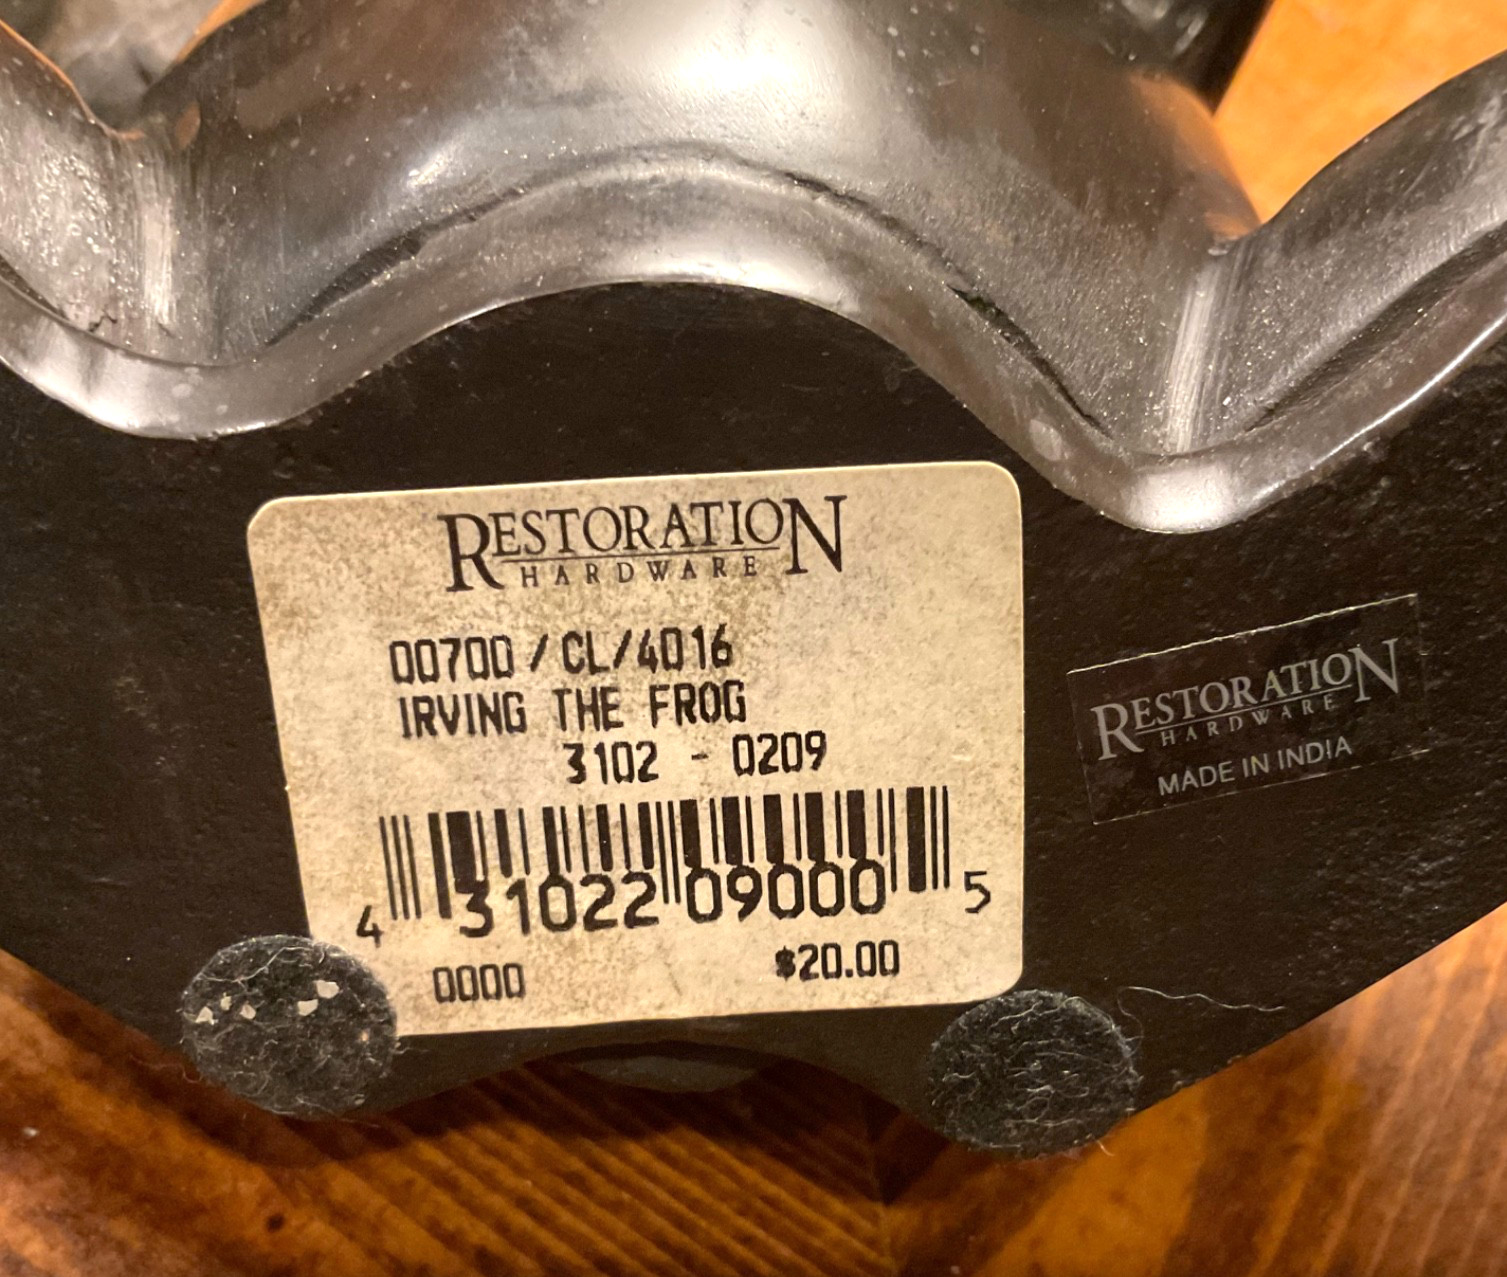 RESTORATION
HARDWARE
00700 / CL/4016
IRVING THE FROG
3102 - 0209
4 31022 09000 5
0000 $20.00
RESTORATION
HARDWARE
MADE IN INDIA